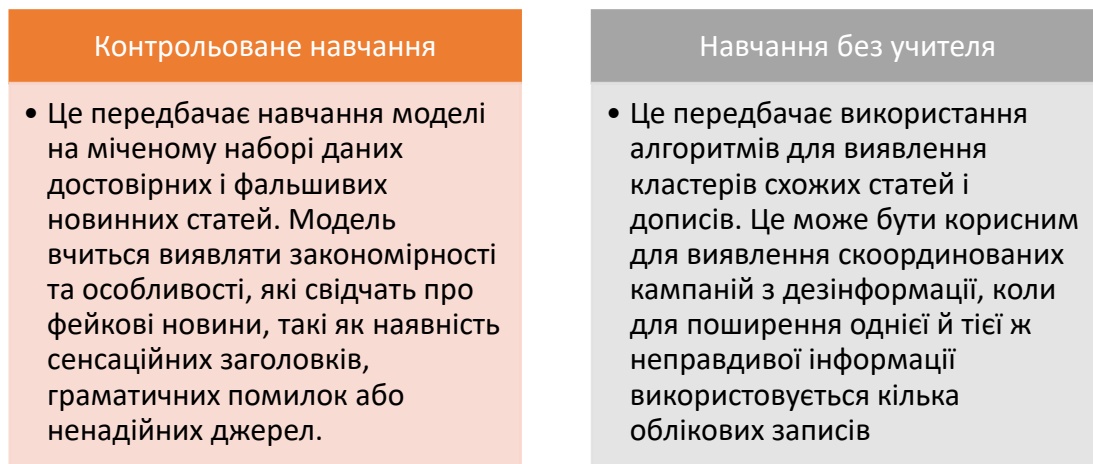 Контрольоване навчання
• Це передбачає навчання моделі
на міченому наборі даних
достовірних і фальшивих
новинних статей. Модель
вчиться виявляти закономірності
та особливості, які свідчать про
фейкові новини, такі як наявність
сенсаційних заголовків,
граматичних помилок або
ненадійних джерел.
Навчання без учителя
• Це передбачає використання
алгоритмів для виявлення
кластерів схожих статей і
дописів. Це може бути корисним
для виявлення скоординованих
кампаній з дезінформації, коли
для поширення однієї й тієї ж
неправдивої інформації
використовується кілька
облікових записів